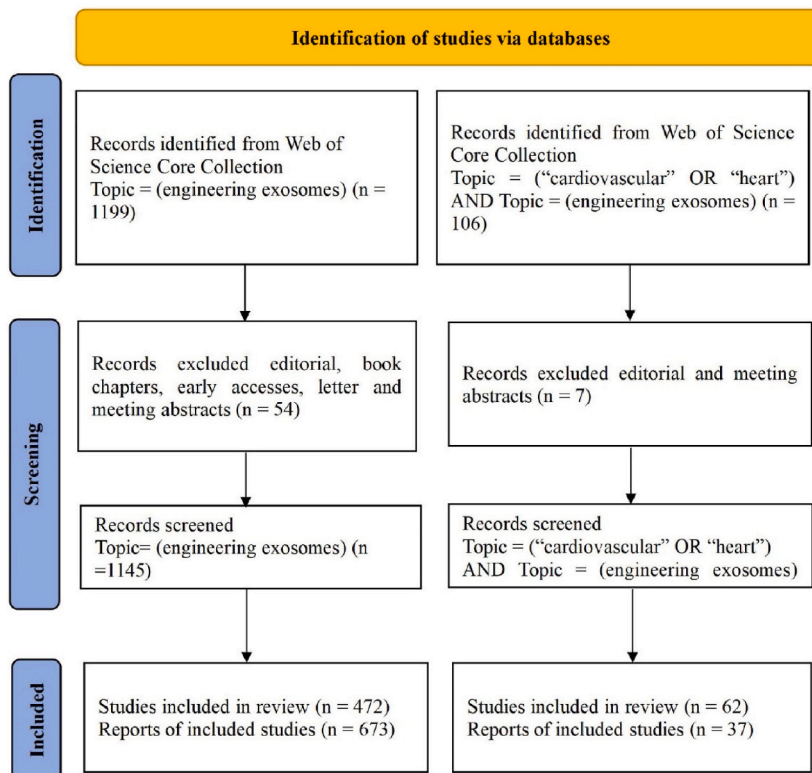 Identification of studies via databases
Identification
Records identified from Web of
Science Core Collection
Topic = (engineering exosomes) (n =
1199)
Records identified from Web of Science
Core Collection
Topic = (“cardiovascular” OR “heart”)
AND Topic = (engineering exosomes) (n =
106)
Screening
Records excluded editorial, book
chapters, early accesses, letter and
meeting abstracts (n = 54)
Records excluded editorial and meeting
abstracts (n = 7)
Records screened
Topic= (engineering exosomes) (n
=1145)
Records screened
Topic = (“cardiovascular” OR “heart”)
AND Topic = (engineering exosomes)
Included
Studies included in review (n = 472)
Reports of included studies (n = 673)
Studies included in review (n = 62)
Reports of included studies (n = 37)